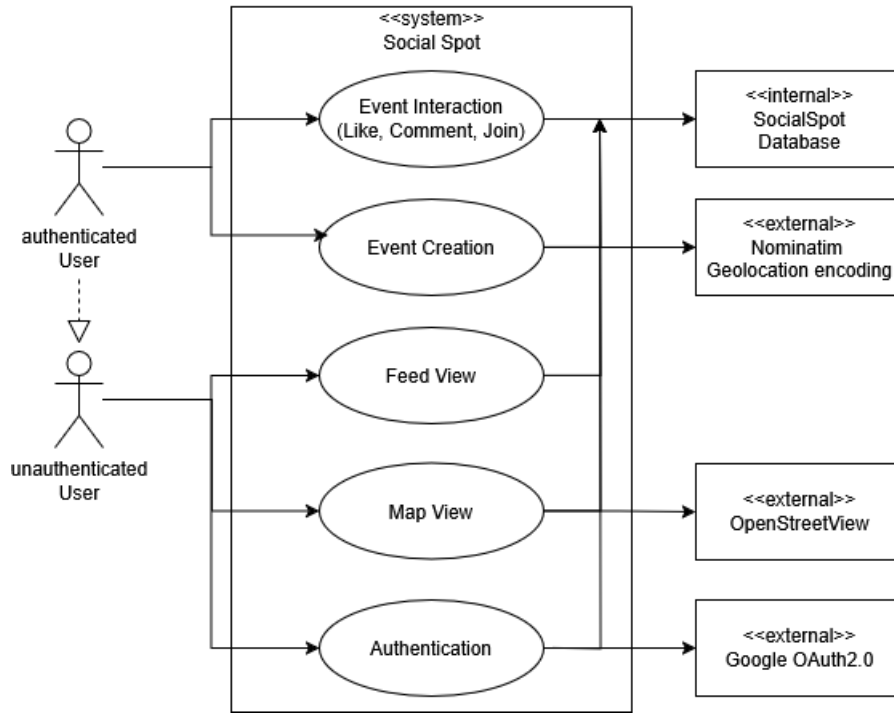 <<system>>
Social Spot
Event Interaction
(Like, Comment, Join)
<<internal>>
SocialSpot
Database
authenticated
User
Event Creation
<<external>>
Nominatim
Geolocation encoding
Feed View
unauthenticated
User
Map View
<<external>>
OpenStreetView
Authentication
<<external>>
Google OAuth2.0